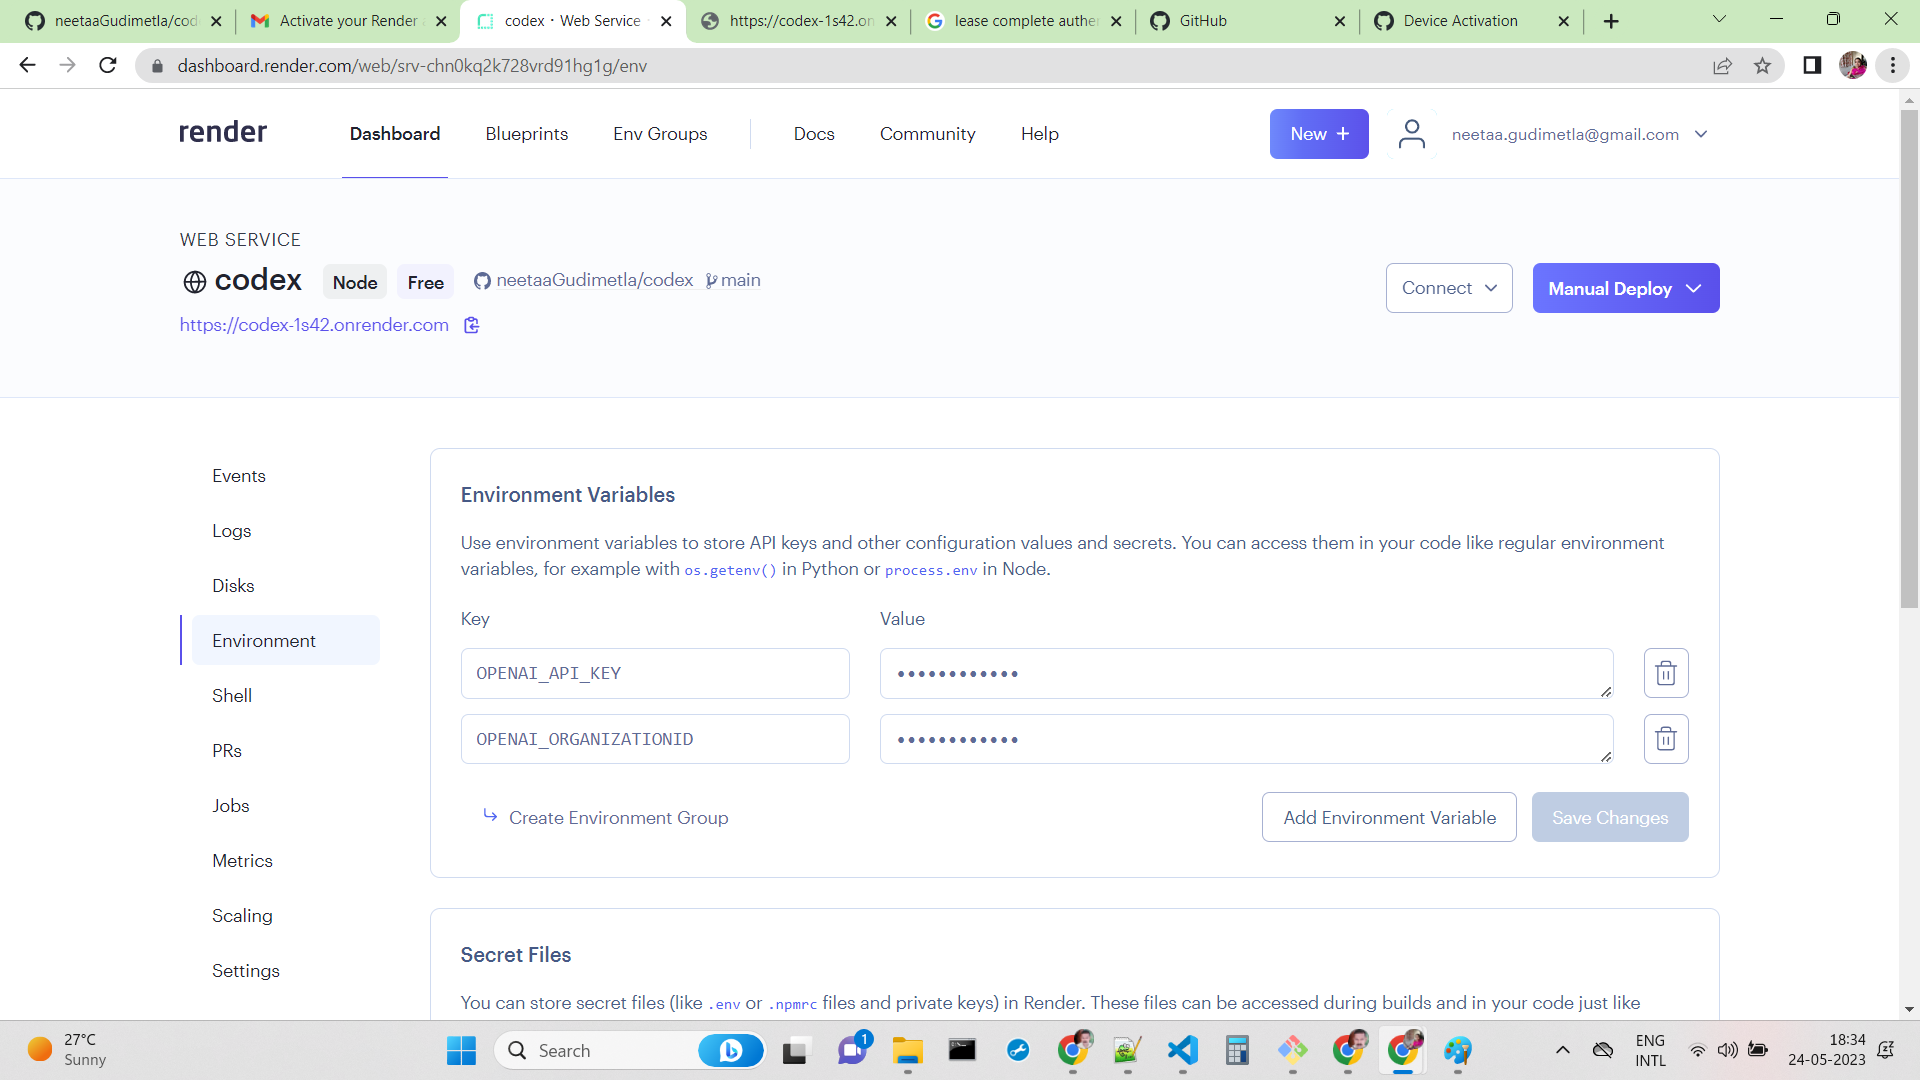 neetaaGudimetla/cod
Activate your Render a
codex · Web Service ·
https://codex-1s42.on
lease complete authe
GitHub
Device Activation
dashboard.render.com/web/srv-chn0kq2k728vrd91hg1g/env
render
Dashboard
Blueprints
Env Groups
Docs
Community
Help
New +
neetaa.gudimetla@gmail.com
WEB SERVICE
codex
Node
Free
neetaaGudimetla/codex
main
Connect
Manual Deploy
https://codex-1s42.onrender.com
Events
Logs
Disks
Environment
Shell
PRs
Jobs
Metrics
Scaling
Settings
Environment Variables
Use environment variables to store API keys and other configuration values and secrets. You can access them in your code like regular environment
variables, for example with os.getenv() in Python or process.env in Node.
Key
Value
OPENAI_API_KEY
••••••••••••
OPENAI_ORGANIZATIONID
••••••••••••
Create Environment Group
Add Environment Variable
Save Changes
Secret Files
You can store secret files (like .env or .npmrc files and private keys) in Render. These files can be accessed during builds and in your code just like
27°C
Sunny
Search
1
ENG
INTL
18:34
24-05-2023